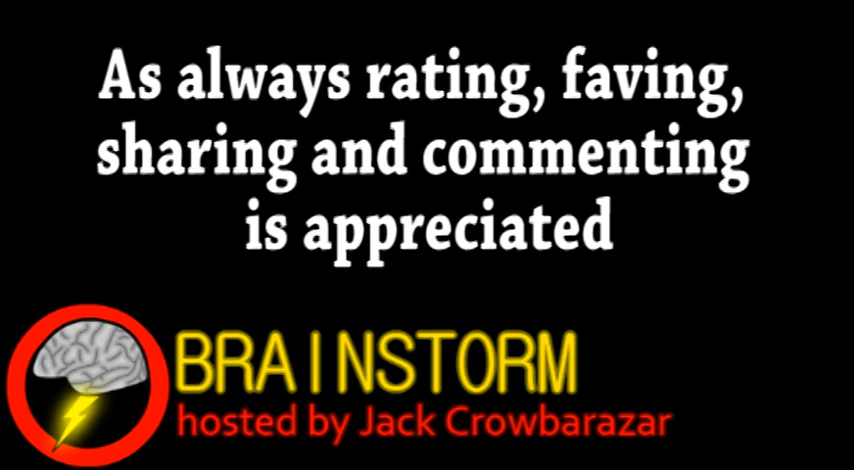 As always rating, faving,
sharing and commenting
is appreciated
BRAINSTORM
hosted by Jack Crowbarazar